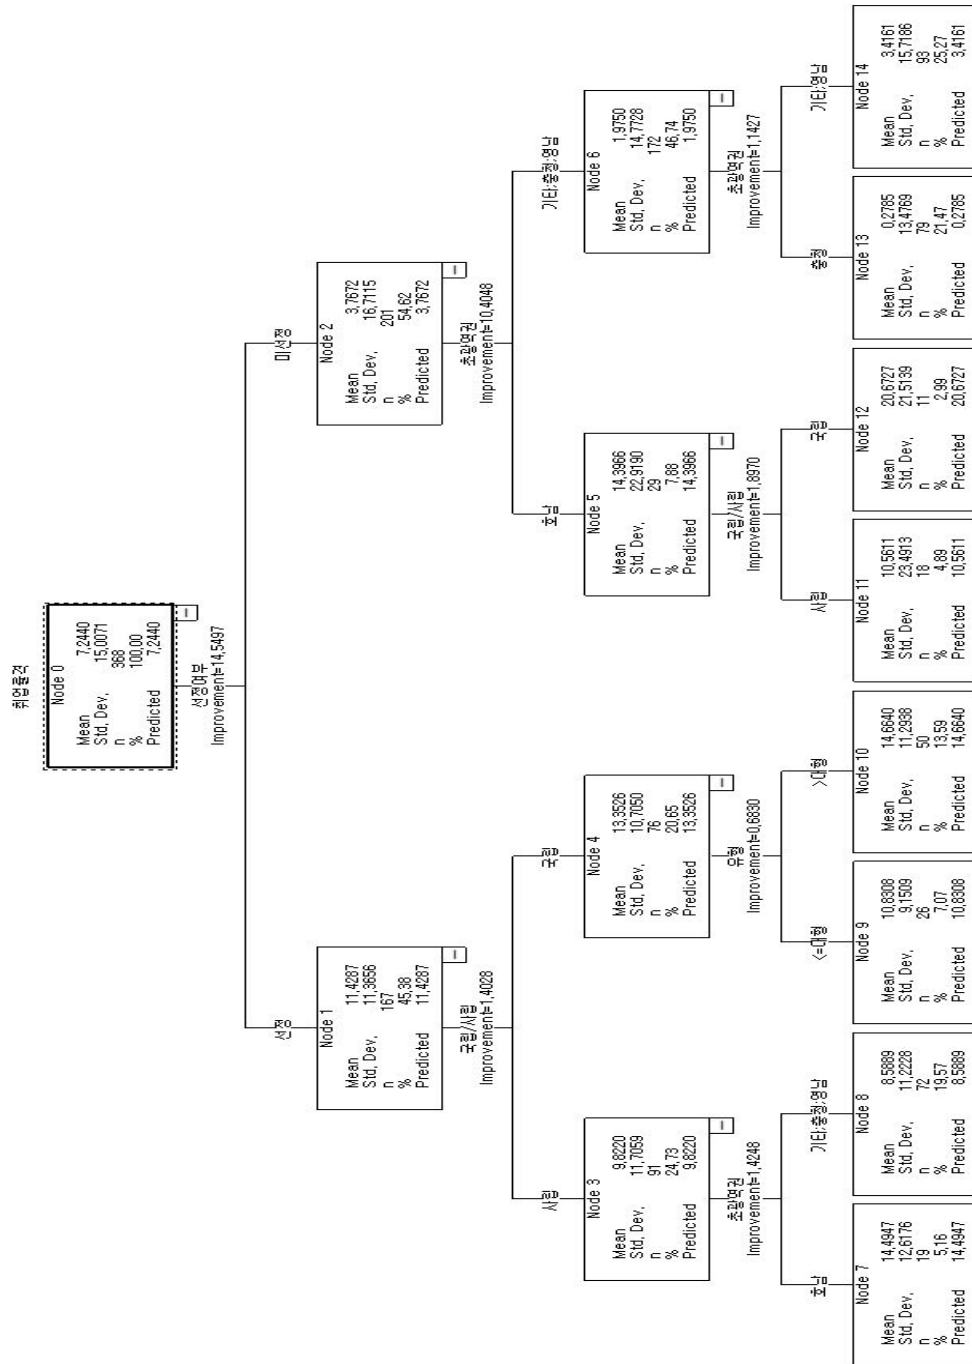 취업률격
Node 0
Mean 7,2440
Std, Dev, 15,0071
n 368
% 100,00
Predicted 7,2440
선정여부
Improvement=14,5497
선정
미선정
Node 1
Mean 11,4287
Std, Dev, 11,3656
n 167
% 45,38
Predicted 11,4287
국립/사립
Improvement=1,4028
Node 2
Mean 3,7672
Std, Dev, 16,7115
n 201
% 54,62
Predicted 3,7672
초광역권
Improvement=10,4048
사립
국립
호남
기타;충청;영남
Node 3
Mean 9,8220
Std, Dev, 11,7059
n 91
% 24,73
Predicted 9,8220
초광역권
Improvement=1,4248
Node 4
Mean 13,3526
Std, Dev, 10,7050
n 76
% 20,65
Predicted 13,3526
유형
Improvement=0,6830
Node 5
Mean 14,3966
Std, Dev, 22,9190
n 29
% 7,88
Predicted 14,3966
국립/사립
Improvement=1,8970
Node 6
Mean 1,9750
Std, Dev, 14,7728
n 172
% 46,74
Predicted 1,9750
초광역권
Improvement=1,1427
호남
기타;충청;영남
<=대형
>대형
사립
국립
충청
기타;영남
Node 7
Mean 14,4947
Std, Dev, 12,6176
n 19
% 5,16
Predicted 14,4947
Node 8
Mean 8,5889
Std, Dev, 11,2228
n 72
% 19,57
Predicted 8,5889
Node 9
Mean 10,8308
Std, Dev, 9,1509
n 26
% 7,07
Predicted 10,8308
Node 10
Mean 14,6640
Std, Dev, 11,2938
n 50
% 13,59
Predicted 14,6640
Node 11
Mean 10,5611
Std, Dev, 23,4913
n 18
% 4,89
Predicted 10,5611
Node 12
Mean 20,6727
Std, Dev, 21,5139
n 11
% 2,99
Predicted 20,6727
Node 13
Mean 0,2785
Std, Dev, 13,4769
n 79
% 21,47
Predicted 0,2785
Node 14
Mean 3,4161
Std, Dev, 15,7186
n 93
% 25,27
Predicted 3,4161